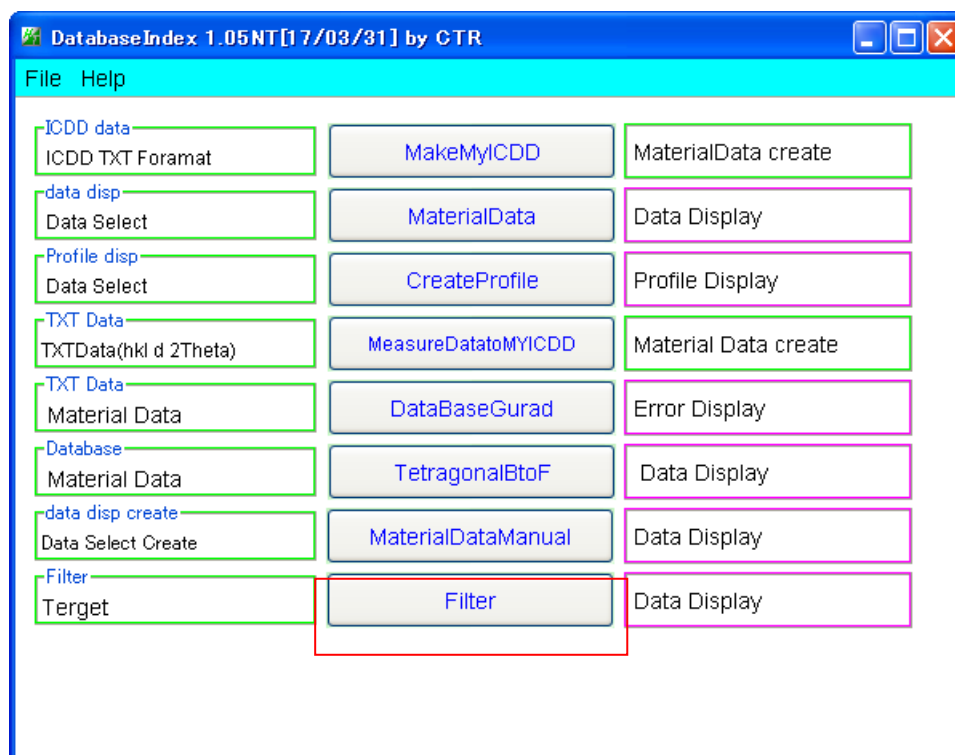 DatabaseIndex 1.05NT[17/03/31] by CTR
File Help
ICDD data
ICDD TXT Foramat
MakeMyICDD
MaterialData create
data disp
Data Select
MaterialData
Data Display
Profile disp
Data Select
CreateProfile
Profile Display
TXT Data
TXTData(hkl d 2Theta)
MeasureDatatoMYICDD
Material Data create
TXT Data
Material Data
DataBaseGurad
Error Display
Database
Material Data
TetragonalBtoF
Data Display
data disp create
Data Select Create
MaterialDataManual
Data Display
Filter
Terget
Filter
Data Display